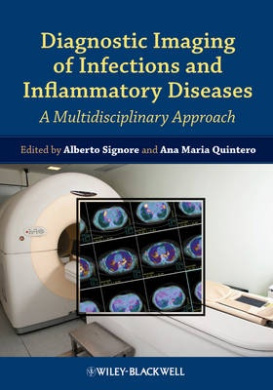 Diagnostic Imaging
of Infections and
Inflammatory Diseases
A Multidisciplinary Approach
Edited by Alberto Signore and Ana Maria Quintero
WILEY-BLACKWELL